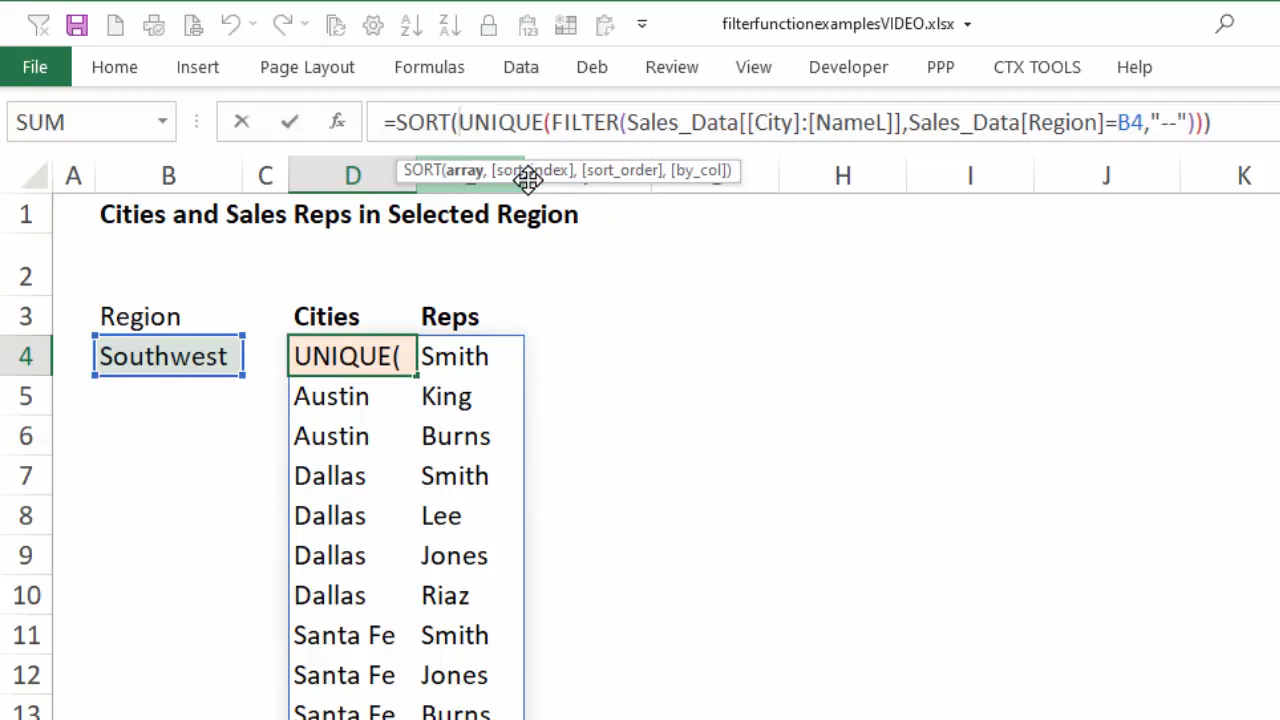 filterfunctionexamplesVIDEO.xlsx
File Home Insert Page Layout Formulas Data Deb Review View Developer PPP CTX TOOLS Help
SUM fx =SORT(UNIQUE(FILTER(Sales_Data[[City]:[NameL]],Sales_Data[Region]=B4,"--")))
SORT(array, [sort_index], [sort_order], [by_col])
A B C D H I J K
1 Cities and Sales Reps in Selected Region
2
3 Region Cities Reps
4 Southwest UNIQUE( Smith
5 Austin King
6 Austin Burns
7 Dallas Smith
8 Dallas Lee
9 Dallas Jones
10 Dallas Riaz
11 Santa Fe Smith
12 Santa Fe Jones
13 Santa Fe Burns